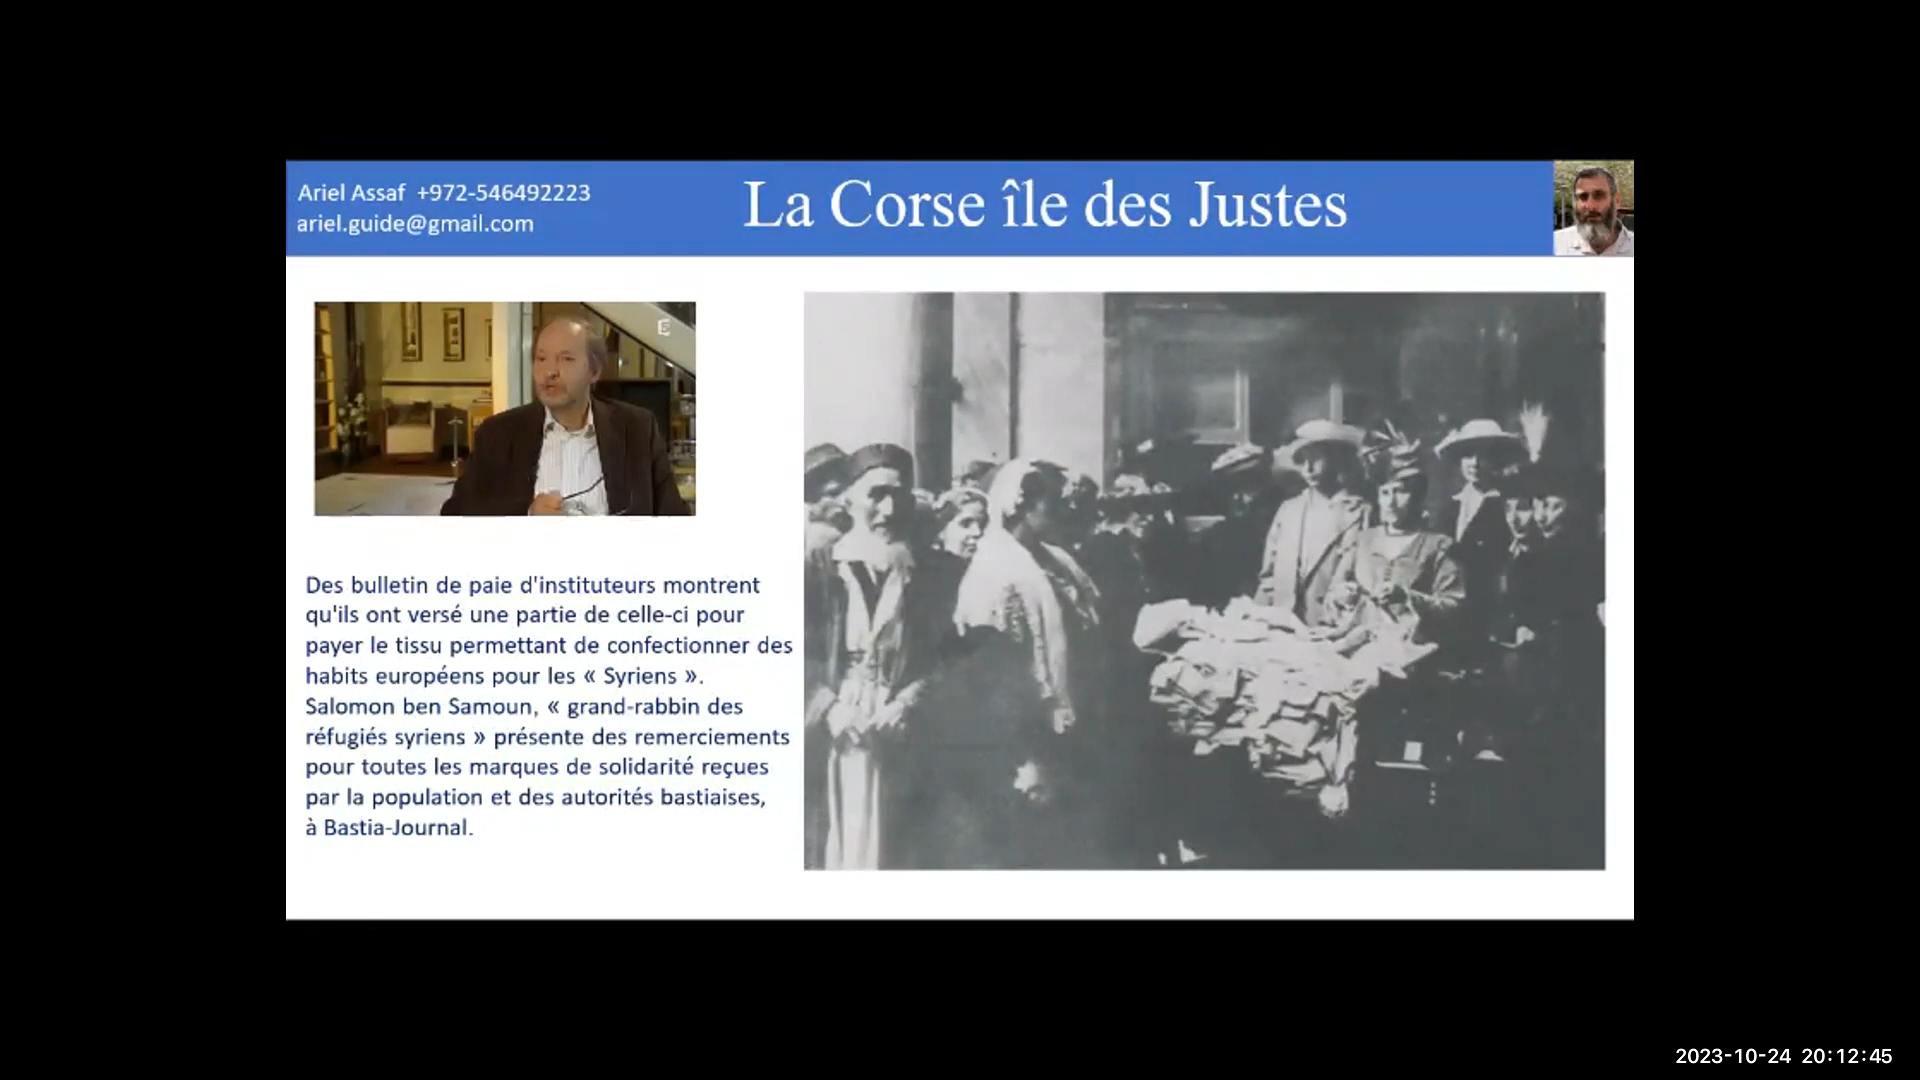 Ariel Assaf +972-546492223
ariel.guide@gmail.com
La Corse île des Justes
5
Des bulletin de paie d'instituteurs montrent
qu'ils ont versé une partie de celle-ci pour
payer le tissu permettant de confectionner des
habits européens pour les « Syriens ».
Salomon ben Samoun, « grand-rabbin des
réfugiés syriens » présente des remerciements
pour toutes les marques de solidarité reçues
par la population et des autorités bastiaises,
à Bastia-Journal.
2023-10-24 20:12:45